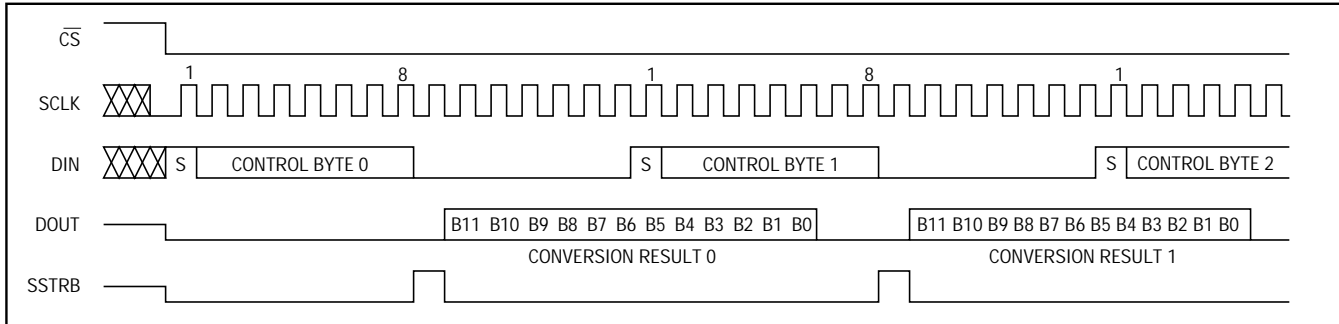 CS
1 8 1 8 1
SCLK
DIN S CONTROL BYTE 0 S CONTROL BYTE 1 S CONTROL BYTE 2
DOUT B11 B10 B9 B8 B7 B6 B5 B4 B3 B2 B1 B0 B11 B10 B9 B8 B7 B6 B5 B4 B3 B2 B1 B0
CONVERSION RESULT 0 CONVERSION RESULT 1
SSTRB